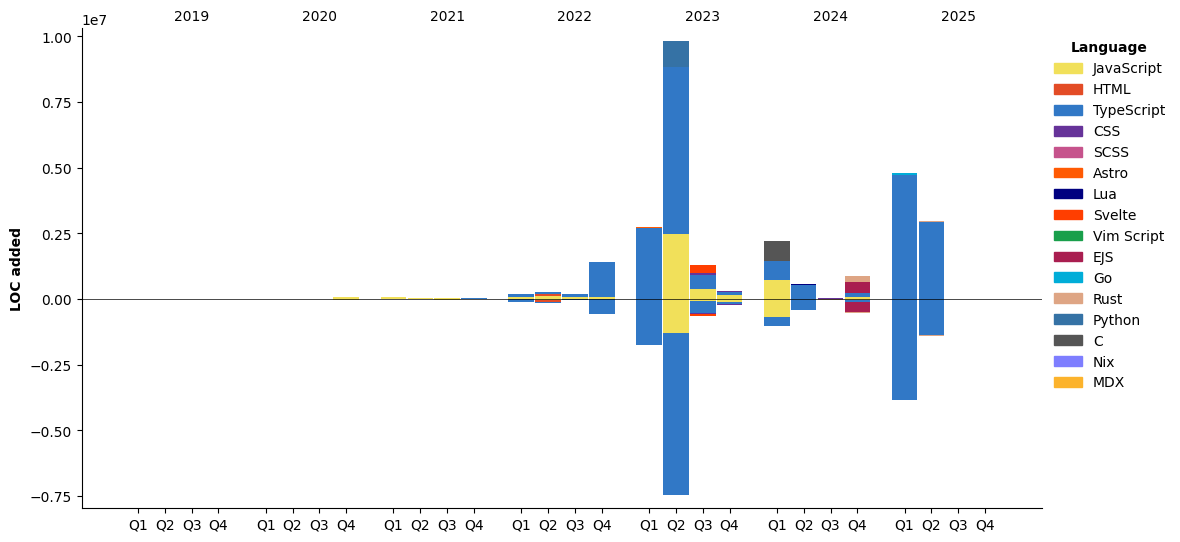 1e7
2019 2020 2021 2022 2023 2024 2025
LOC added
1.00
0.75
0.50
0.25
0.00
−0.25
−0.50
−0.75
Q1 Q2 Q3 Q4 Q1 Q2 Q3 Q4 Q1 Q2 Q3 Q4 Q1 Q2 Q3 Q4 Q1 Q2 Q3 Q4 Q1 Q2 Q3 Q4 Q1 Q2 Q3 Q4
Language
JavaScript
HTML
TypeScript
CSS
SCSS
Astro
Lua
Svelte
Vim Script
EJS
Go
Rust
Python
C
Nix
MDX